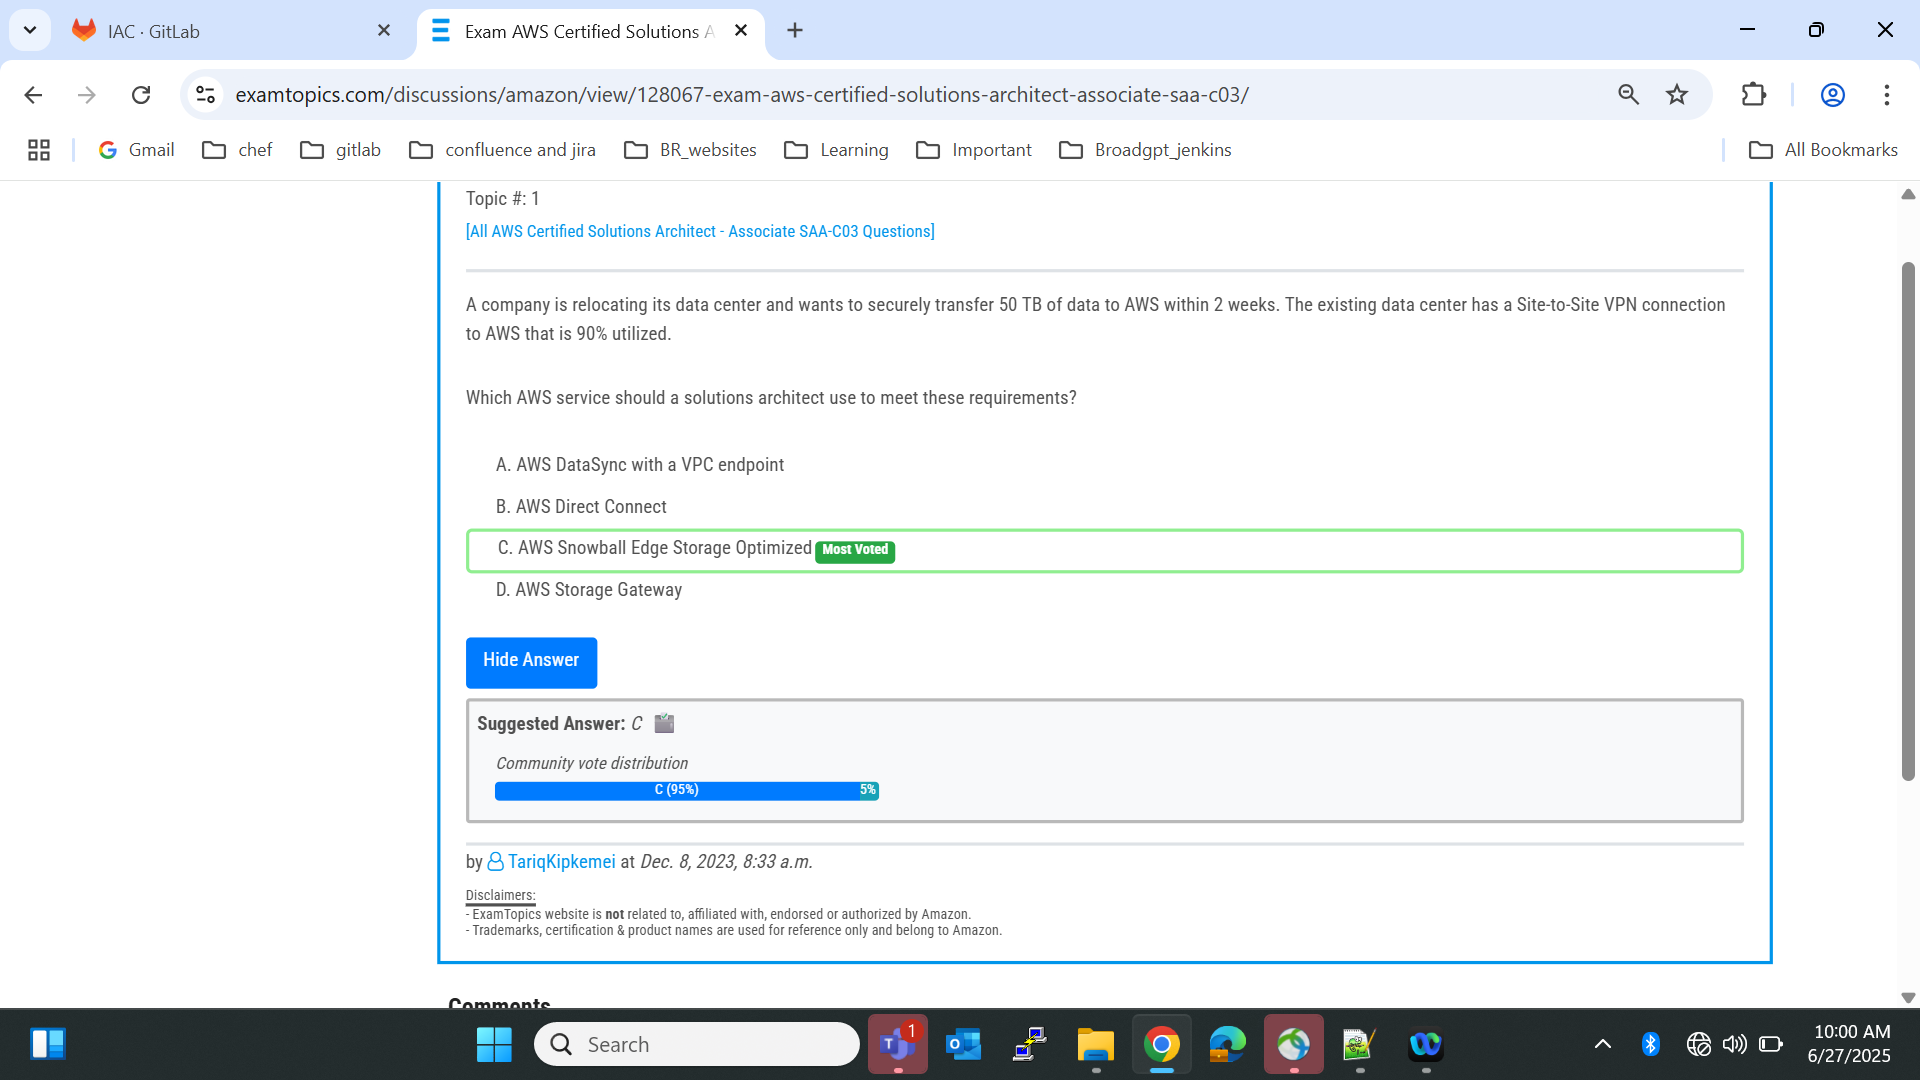 IAC · GitLab
Exam AWS Certified Solutions A
examtopics.com/discussions/amazon/view/128067-exam-aws-certified-solutions-architect-associate-saa-c03/
Gmail
chef
gitlab
confluence and jira
BR_websites
Learning
Important
Broadgpt_jenkins
All Bookmarks
Topic #: 1
[All AWS Certified Solutions Architect - Associate SAA-C03 Questions]
A company is relocating its data center and wants to securely transfer 50 TB of data to AWS within 2 weeks. The existing data center has a Site-to-Site VPN connection
to AWS that is 90% utilized.
Which AWS service should a solutions architect use to meet these requirements?
A. AWS DataSync with a VPC endpoint
B. AWS Direct Connect
C. AWS Snowball Edge Storage Optimized Most Voted
D. AWS Storage Gateway
Hide Answer
Suggested Answer: C
Community vote distribution
C (95%) 5%
by TariqKipkemei at Dec. 8, 2023, 8:33 a.m.
Disclaimers:
- ExamTopics website is not related to, affiliated with, endorsed or authorized by Amazon.
- Trademarks, certification & product names are used for reference only and belong to Amazon.
Comments
Search
1
10:00 AM
6/27/2025